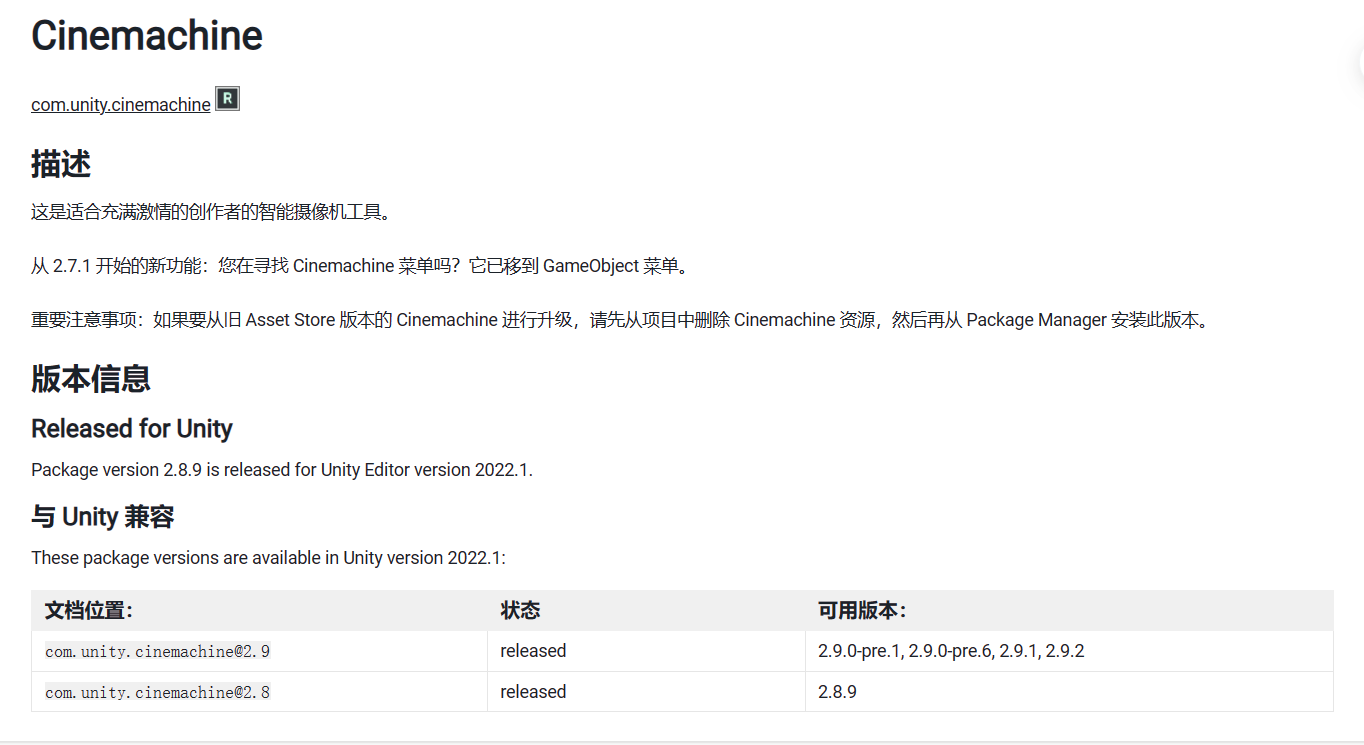 Cinemachine
com.unity.cinemachine R
描述
这是适合充满激情的创作者的智能摄像机工具。
从 2.7.1 开始的新功能：您在寻找 Cinemachine 菜单吗？它已移到 GameObject 菜单。
重要注意事项：如果要从旧 Asset Store 版本的 Cinemachine 进行升级，请先从项目中删除 Cinemachine 资源，然后再从 Package Manager 安装此版本。
版本信息
Released for Unity
Package version 2.8.9 is released for Unity Editor version 2022.1.
与 Unity 兼容
These package versions are available in Unity version 2022.1:
文档位置： 状态 可用版本：
com.unity.cinemachine@2.9 released 2.9.0-pre.1, 2.9.0-pre.6, 2.9.1, 2.9.2
com.unity.cinemachine@2.8 released 2.8.9